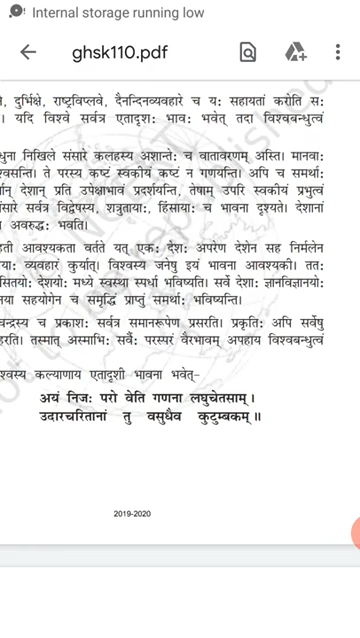 Internal storage running low
ghsk110.pdf
दुर्भिक्षे, राष्ट्रविप्लवे, दैनन्दिनव्यवहारे च यः सहायतां करोति सः
। यदि विश्वे सर्वत्र एतादृशः भावः भवेत् तदा विश्वबन्धुत्वं
धुना निखिले संसारे कलहस्य अशान्तेः च वातावरणम् अस्ति। मानवाः
श्वसन्ति। ते परस्य कष्टं स्वकीयं कष्टं न गणयन्ति। अपि च समर्थाः
र्थान् देशान् प्रति उपेक्षाभावं प्रदर्शयन्ति, तेषाम् उपरि स्वकीयं प्रभुत्वं
संसारे सर्वत्र विद्वेषस्य, शत्रुतायाः, हिंसायाः च भावना दृश्यते। देशानां
अवरुद्धः भवति।
हती आवश्यकता वर्तते यत् एकः देशः अपरेण देशेन सह निर्मलेन
याः व्यवहारं कुर्यात्। विश्वस्य जनेषु इयं भावना आवश्यकी। ततः
सितयोः देशयोः मध्ये स्वस्था स्पर्धा भविष्यति। सर्वे देशाः ज्ञानविज्ञानयोः
नया सहयोगेन च समृद्धिं प्राप्तुं समर्थाः भविष्यन्ति।
चन्द्रस्य च प्रकाशः सर्वत्र समानरूपेण प्रसरति। प्रकृतिः अपि सर्वेषु
हरति। तस्मात् अस्माभिः सर्वैः परस्परं वैरभावम् अपहाय विश्वबन्धुत्वं
श्वस्य कल्याणाय एतादृशी भावना भवेत्-
अयं निजः परो वेति गणना लघुचेतसाम्।
उदारचरितानां तु वसुधैव कुटुम्बकम्॥
2019-2020